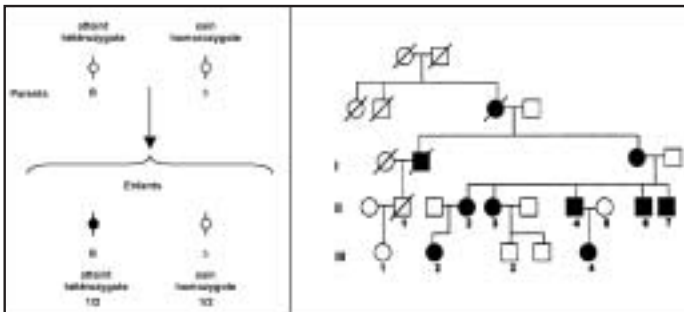 atteint
hétérozygote
sain
homozygote
Parents
Enfants
atteint
hétérozygote
1/2
sain
homozygote
1/2
I
II
1
2
3
4
5
6
7
III
1
2
3
4